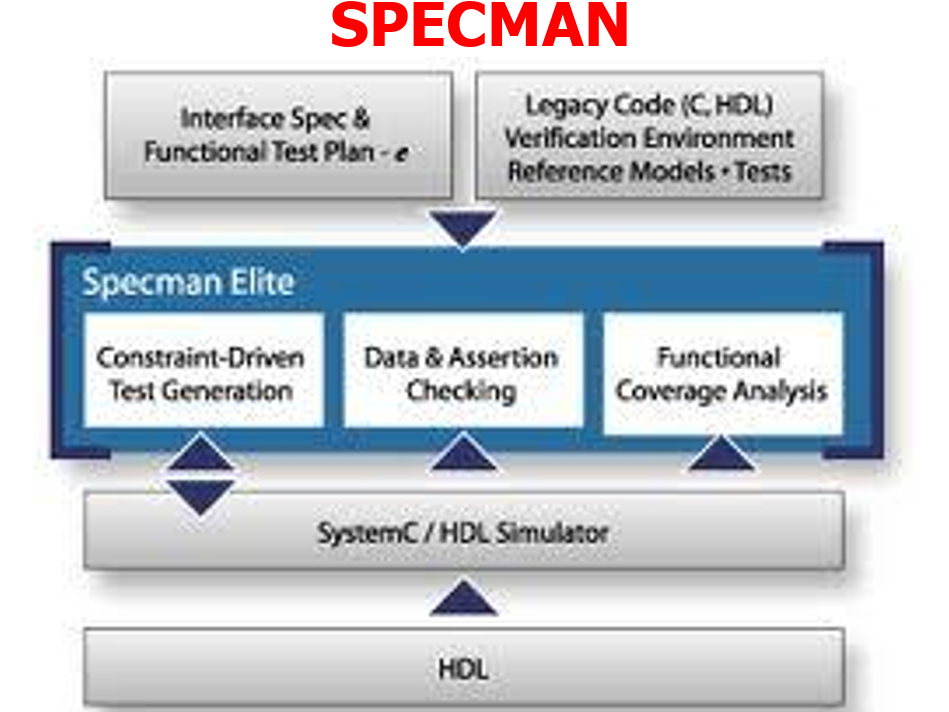 SPECMAN
Interface Spec &
Functional Test Plan - e
Legacy Code (C, HDL)
Verification Environment
Reference Models • Tests
Specman Elite
Constraint-Driven
Test Generation
Data & Assertion
Checking
Functional
Coverage Analysis
SystemC / HDL Simulator
HDL